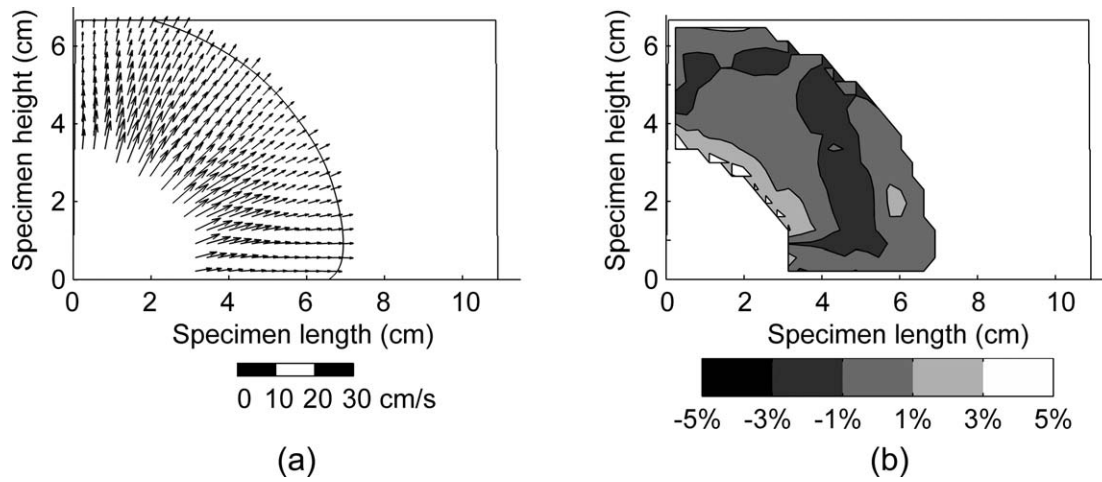 Specimen height (cm)
6
4
2
0
0 2 4 6 8 10
Specimen length (cm)
0 10 20 30 cm/s
(a)
Specimen height (cm)
6
4
2
0
0 2 4 6 8 10
Specimen length (cm)
-5% -3% -1% 1% 3% 5%
(b)